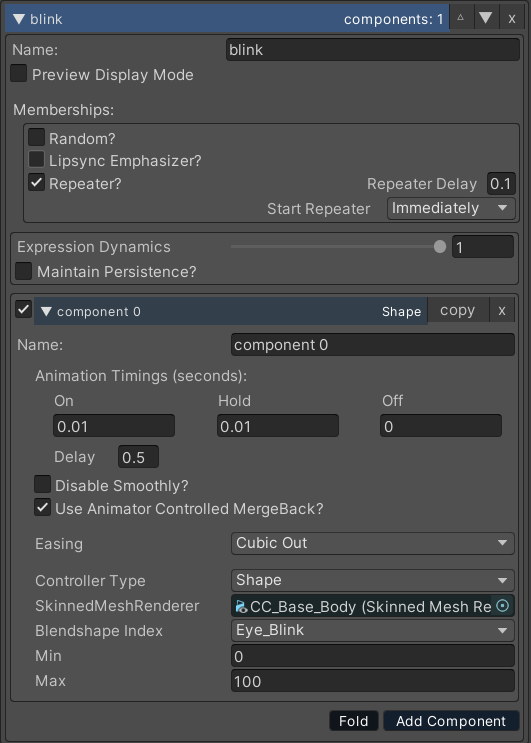 blink components: 1 x
Name: blink
Preview Display Mode
Memberships:
Random?
Lipsync Emphasizer?
Repeater? Repeater Delay 0.1
Start Repeater Immediately
Expression Dynamics 1
Maintain Persistence?
component 0 Shape copy x
Name: component 0
Animation Timings (seconds):
On Hold Off
0.01 0.01 0
Delay 0.5
Disable Smoothly?
Use Animator Controlled MergeBack?
Easing Cubic Out
Controller Type Shape
SkinnedMeshRenderer CC_Base_Body (Skinned Mesh Re
Blendshape Index Eye_Blink
Min 0
Max 100
Fold Add Component